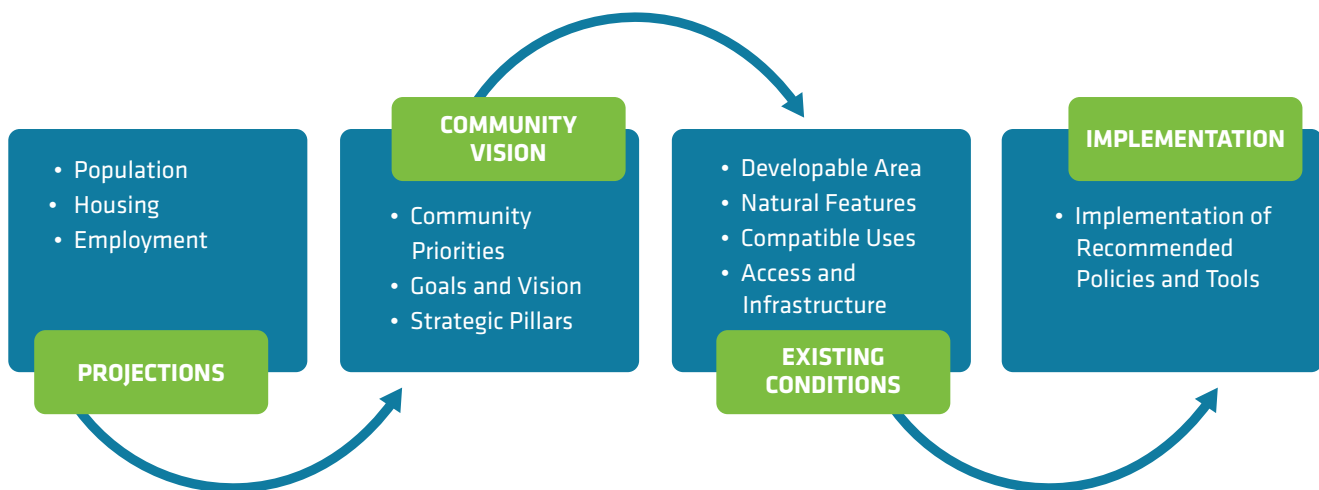 • Population
• Housing
• Employment
PROJECTIONS
COMMUNITY
VISION
• Community
Priorities
• Goals and Vision
• Strategic Pillars
• Developable Area
• Natural Features
• Compatible Uses
• Access and
Infrastructure
EXISTING
CONDITIONS
IMPLEMENTATION
• Implementation of
Recommended
Policies and Tools